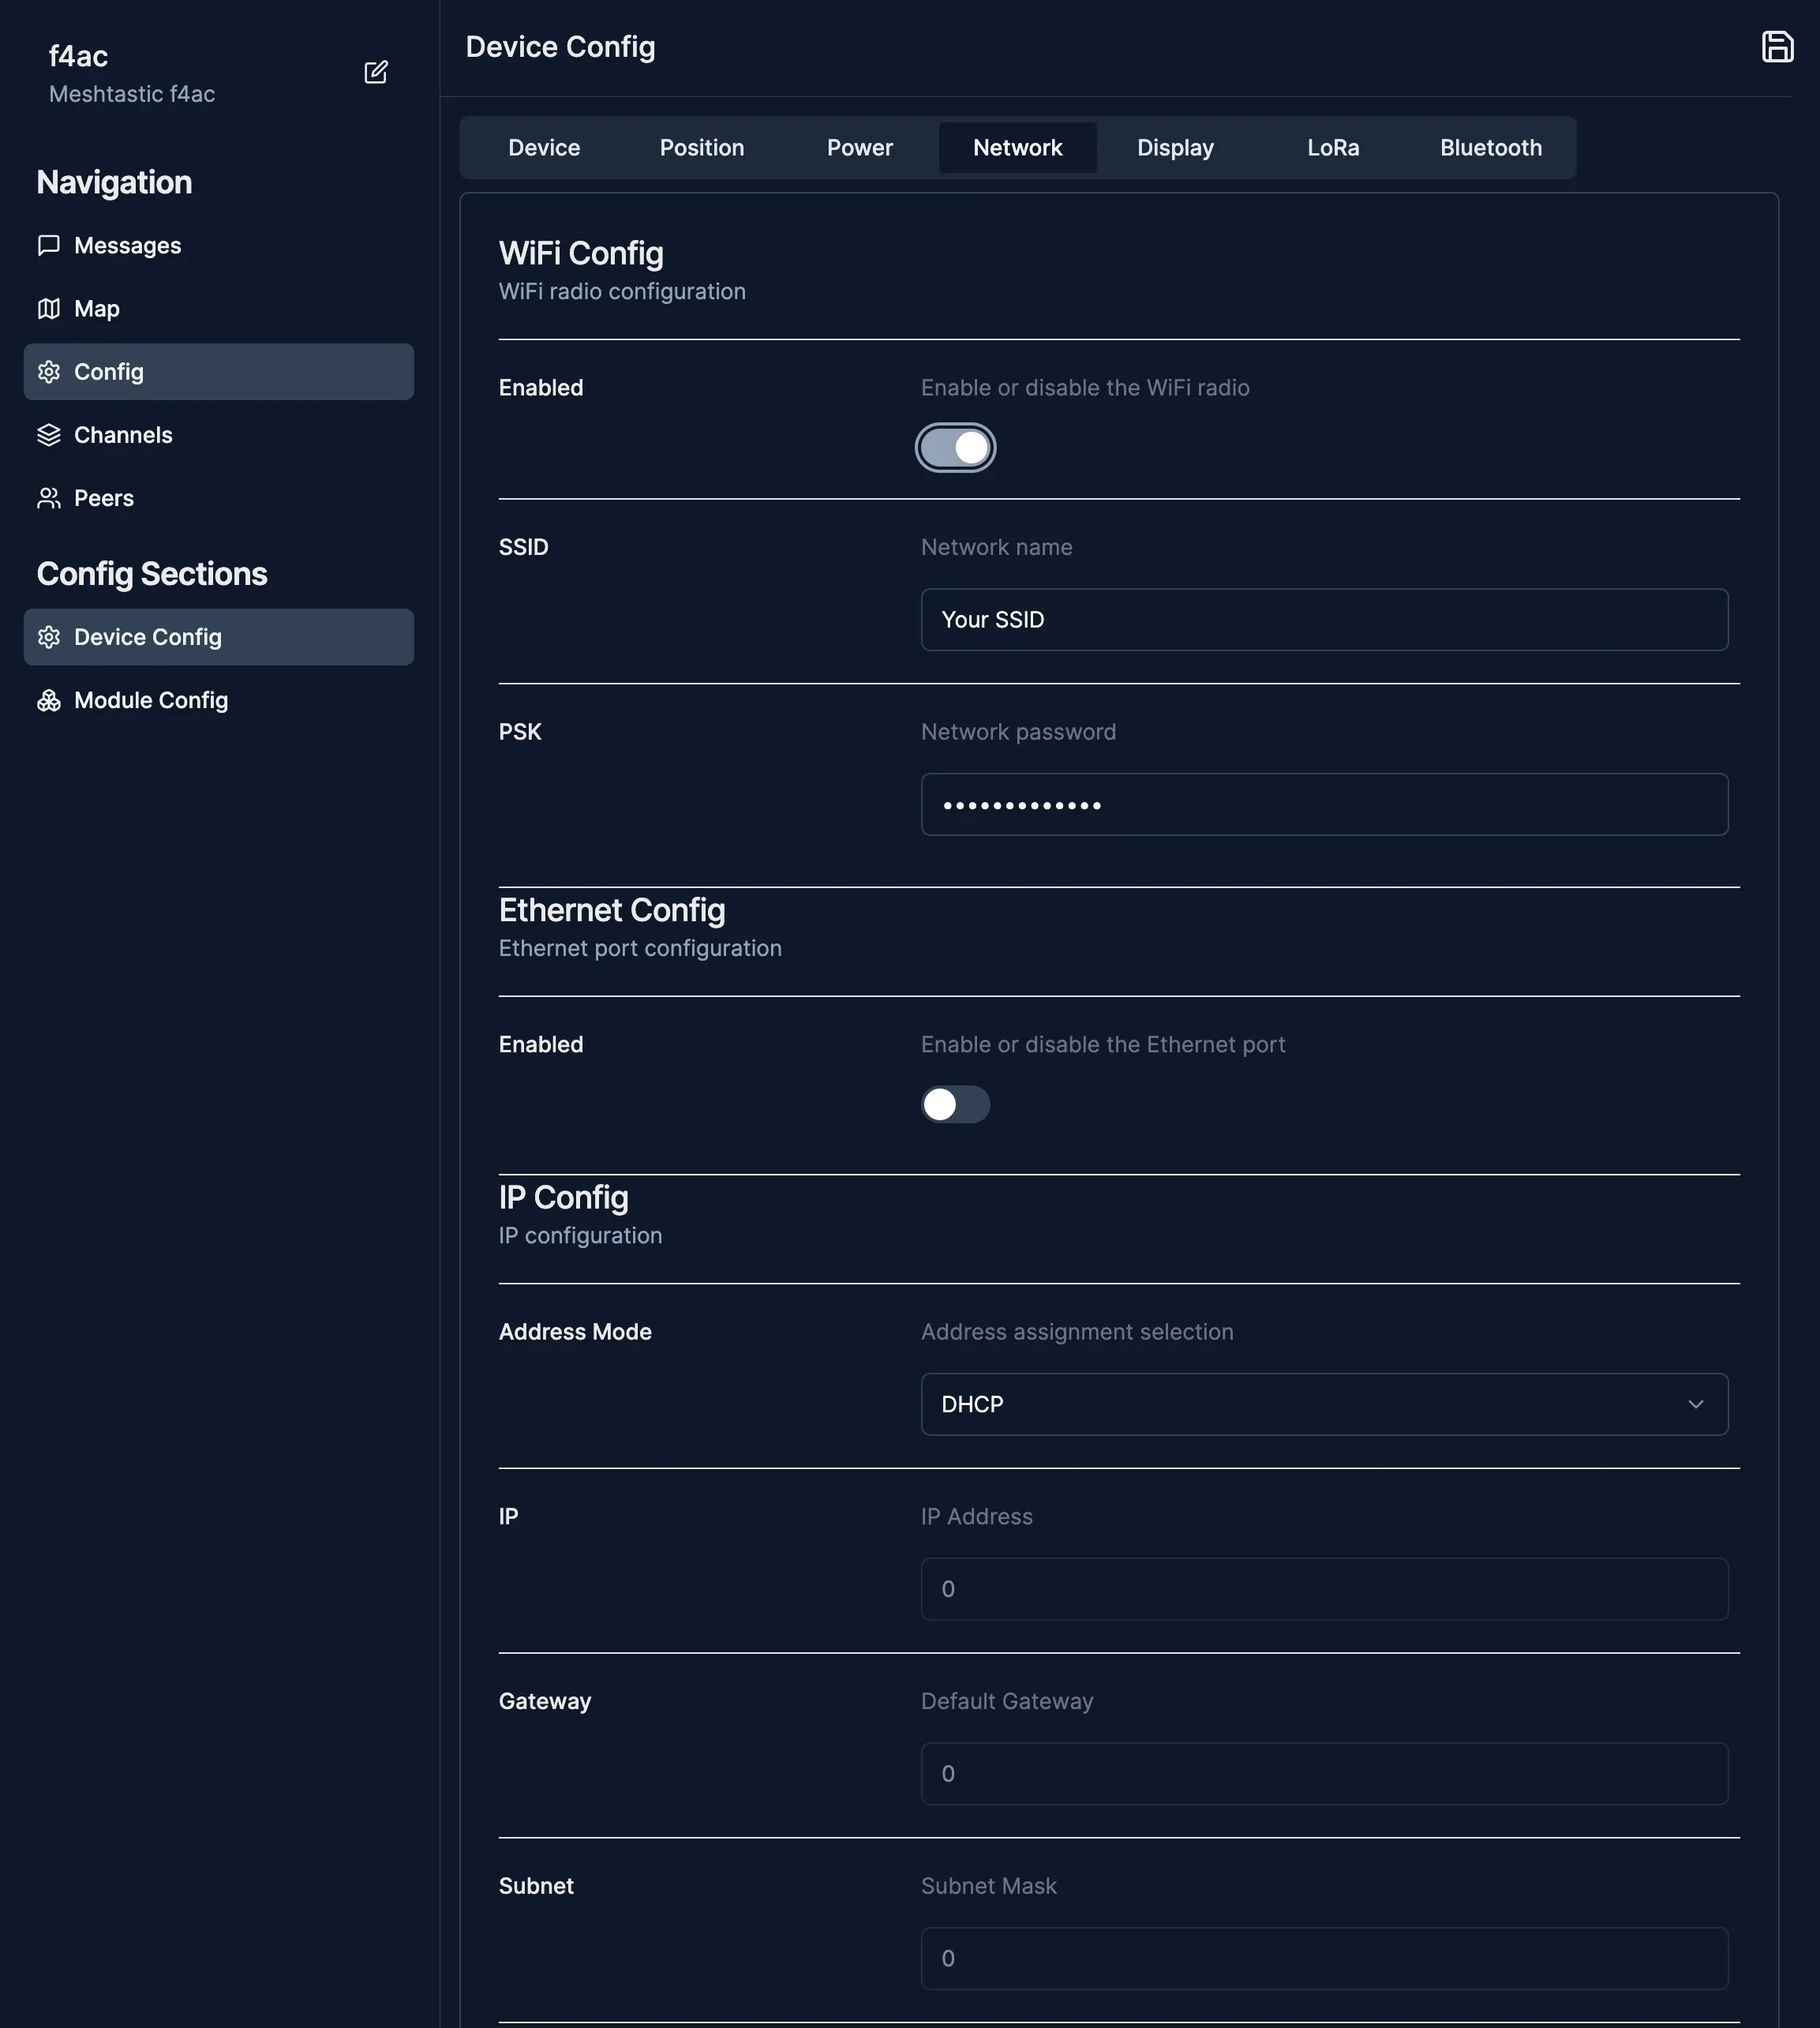 f4ac
Meshtastic f4ac
Navigation
Messages
Map
Config
Channels
Peers
Config Sections
Device Config
Module Config
Device Config
Device Position Power Network Display LoRa Bluetooth
WiFi Config
WiFi radio configuration
Enabled Enable or disable the WiFi radio
SSID Network name
Your SSID
PSK Network password
•••••••••••••
Ethernet Config
Ethernet port configuration
Enabled Enable or disable the Ethernet port
IP Config
IP configuration
Address Mode Address assignment selection
DHCP
IP IP Address
0
Gateway Default Gateway
0
Subnet Subnet Mask
0